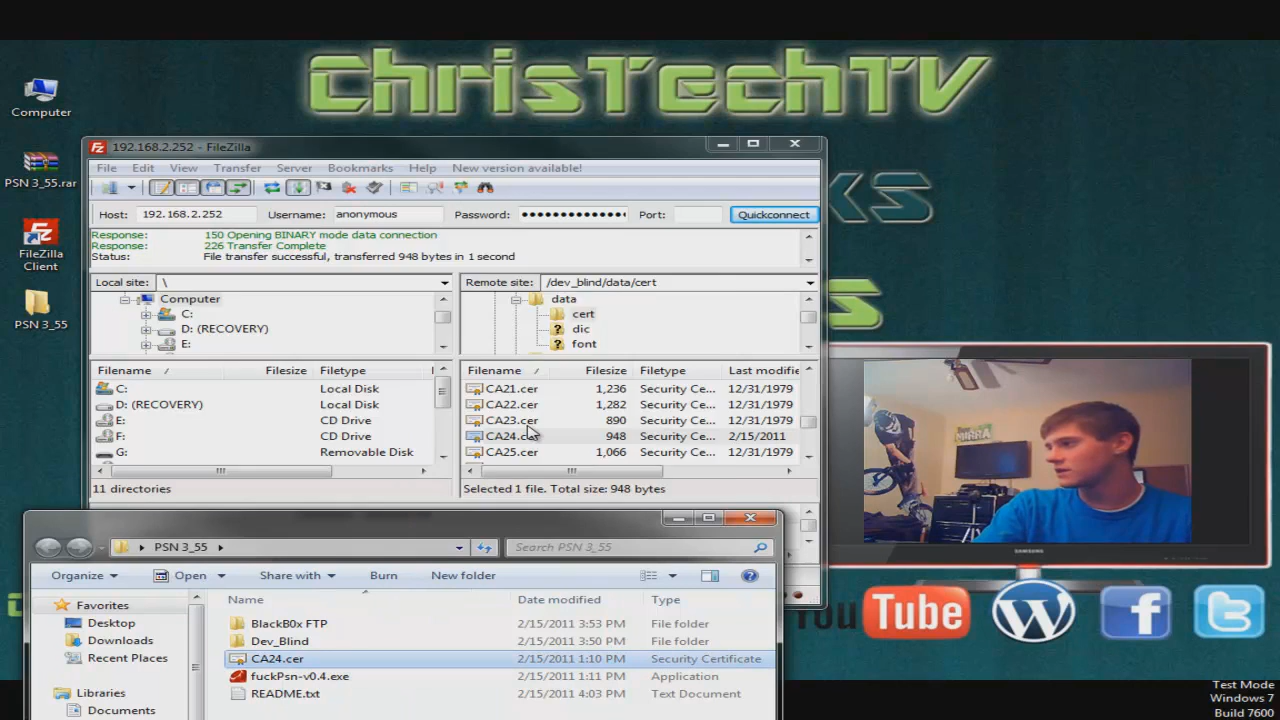 ChrisTechTV
Computer
PSN 3_55.rar
FileZilla
Client
PSN 3_55
192.168.2.252 - FileZilla
File Edit View Transfer Server Bookmarks Help New version available!
Host: 192.168.2.252 Username: anonymous Password: •••••••••••••• Port: Quickconnect
Response: 150 Opening BINARY mode data connection
Response: 226 Transfer Complete
Status: File transfer successful, transferred 948 bytes in 1 second
Local site: \ Remote site: /dev_blind/data/cert
Computer
C:
D: (RECOVERY)
E:
data
cert
dic
font
Filename / Filesize Filetype
C: Local Disk
D: (RECOVERY) Local Disk
E: CD Drive
F: CD Drive
G: Removable Disk
11 directories
Filename / Filesize Filetype Last modifie
CA21.cer 1,236 Security Ce... 12/31/1979
CA22.cer 1,282 Security Ce... 12/31/1979
CA23.cer 890 Security Ce... 12/31/1979
CA24.cer 948 Security Ce... 2/15/2011
CA25.cer 1,066 Security Ce... 12/31/1979
Selected 1 file. Total size: 948 bytes
PSN 3_55
Search PSN 3_55
Organize Open Share with Burn New folder
Favorites
Desktop
Downloads
Recent Places
Libraries
Documents
Name Date modified Type
BlackB0x FTP 2/15/2011 3:53 PM File folder
Dev_Blind 2/15/2011 3:50 PM File folder
CA24.cer 2/15/2011 1:10 PM Security Certificate
fuckPsn-v0.4.exe 2/15/2011 1:11 PM Application
README.txt 2/15/2011 4:03 PM Text Document
KS
S
SAMSUNG
You Tube
W
f
t
Test Mode
Windows 7
Build 7600